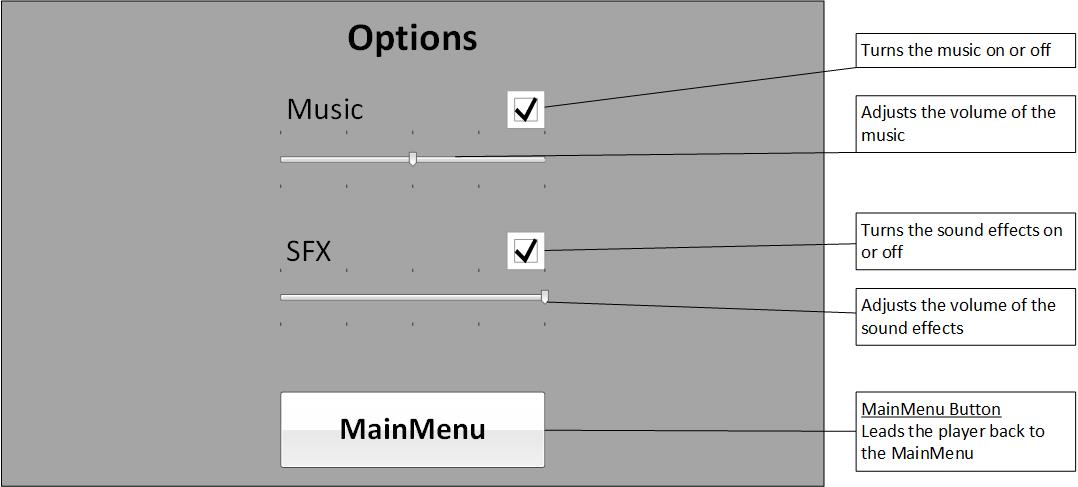 Options
Music
SFX
MainMenu
Turns the music on or off
Adjusts the volume of the
music
Turns the sound effects on
or off
Adjusts the volume of the
sound effects
MainMenu Button
Leads the player back to
the MainMenu